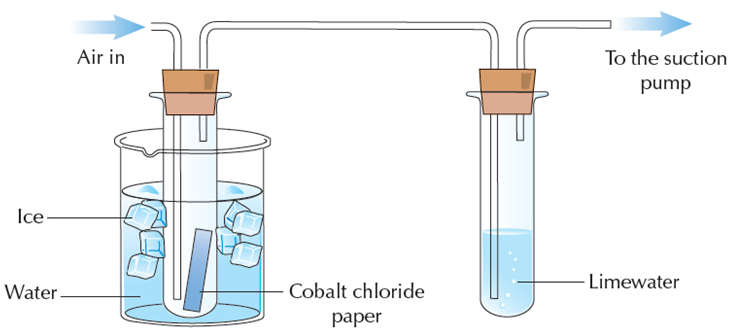 Air in
To the suction
pump
Ice
Water
Cobalt chloride
paper
Limewater